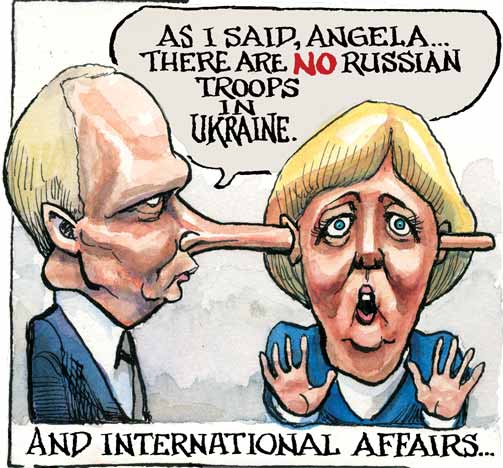 AS I SAID, ANGELA...
THERE ARE NO RUSSIAN
TROOPS
IN
UKRAINE.
AND INTERNATIONAL AFFAIRS...